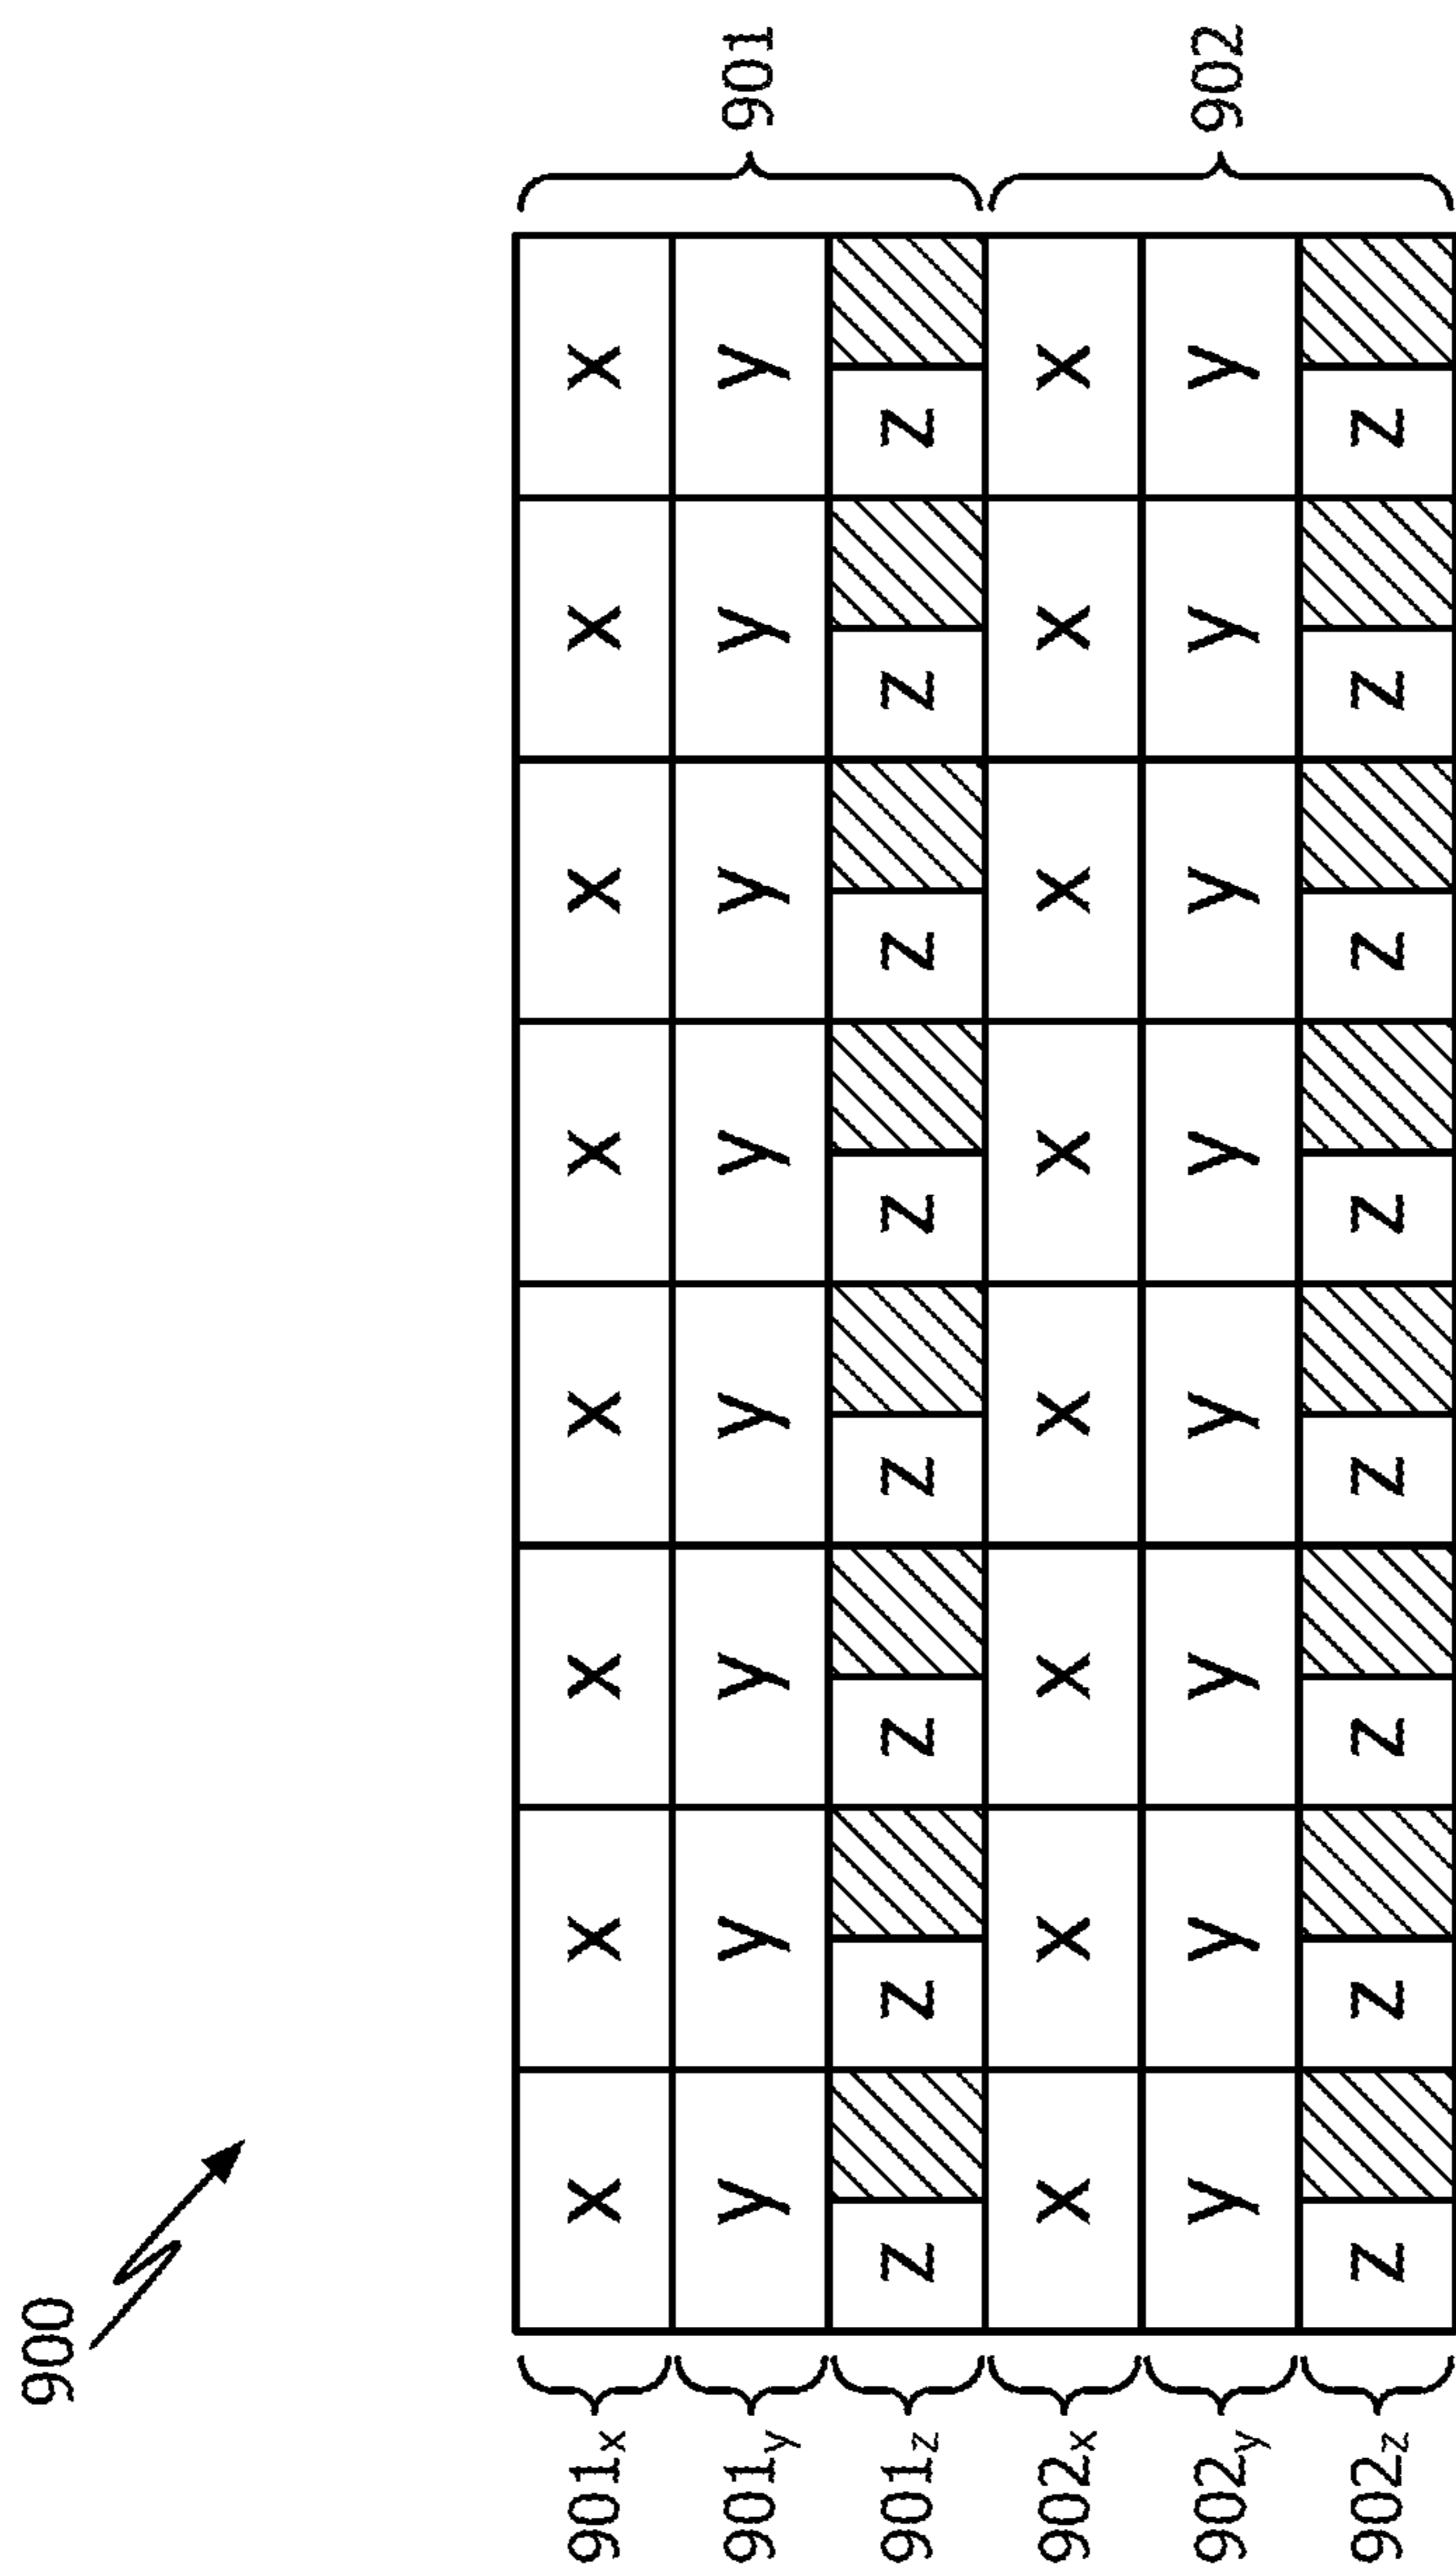 900
901x x x x x x x x x
901y y y y y y y y y 901
901z z z z z z z z z
902x x x x x x x x x
902y y y y y y y y y 902
902z z z z z z z z z